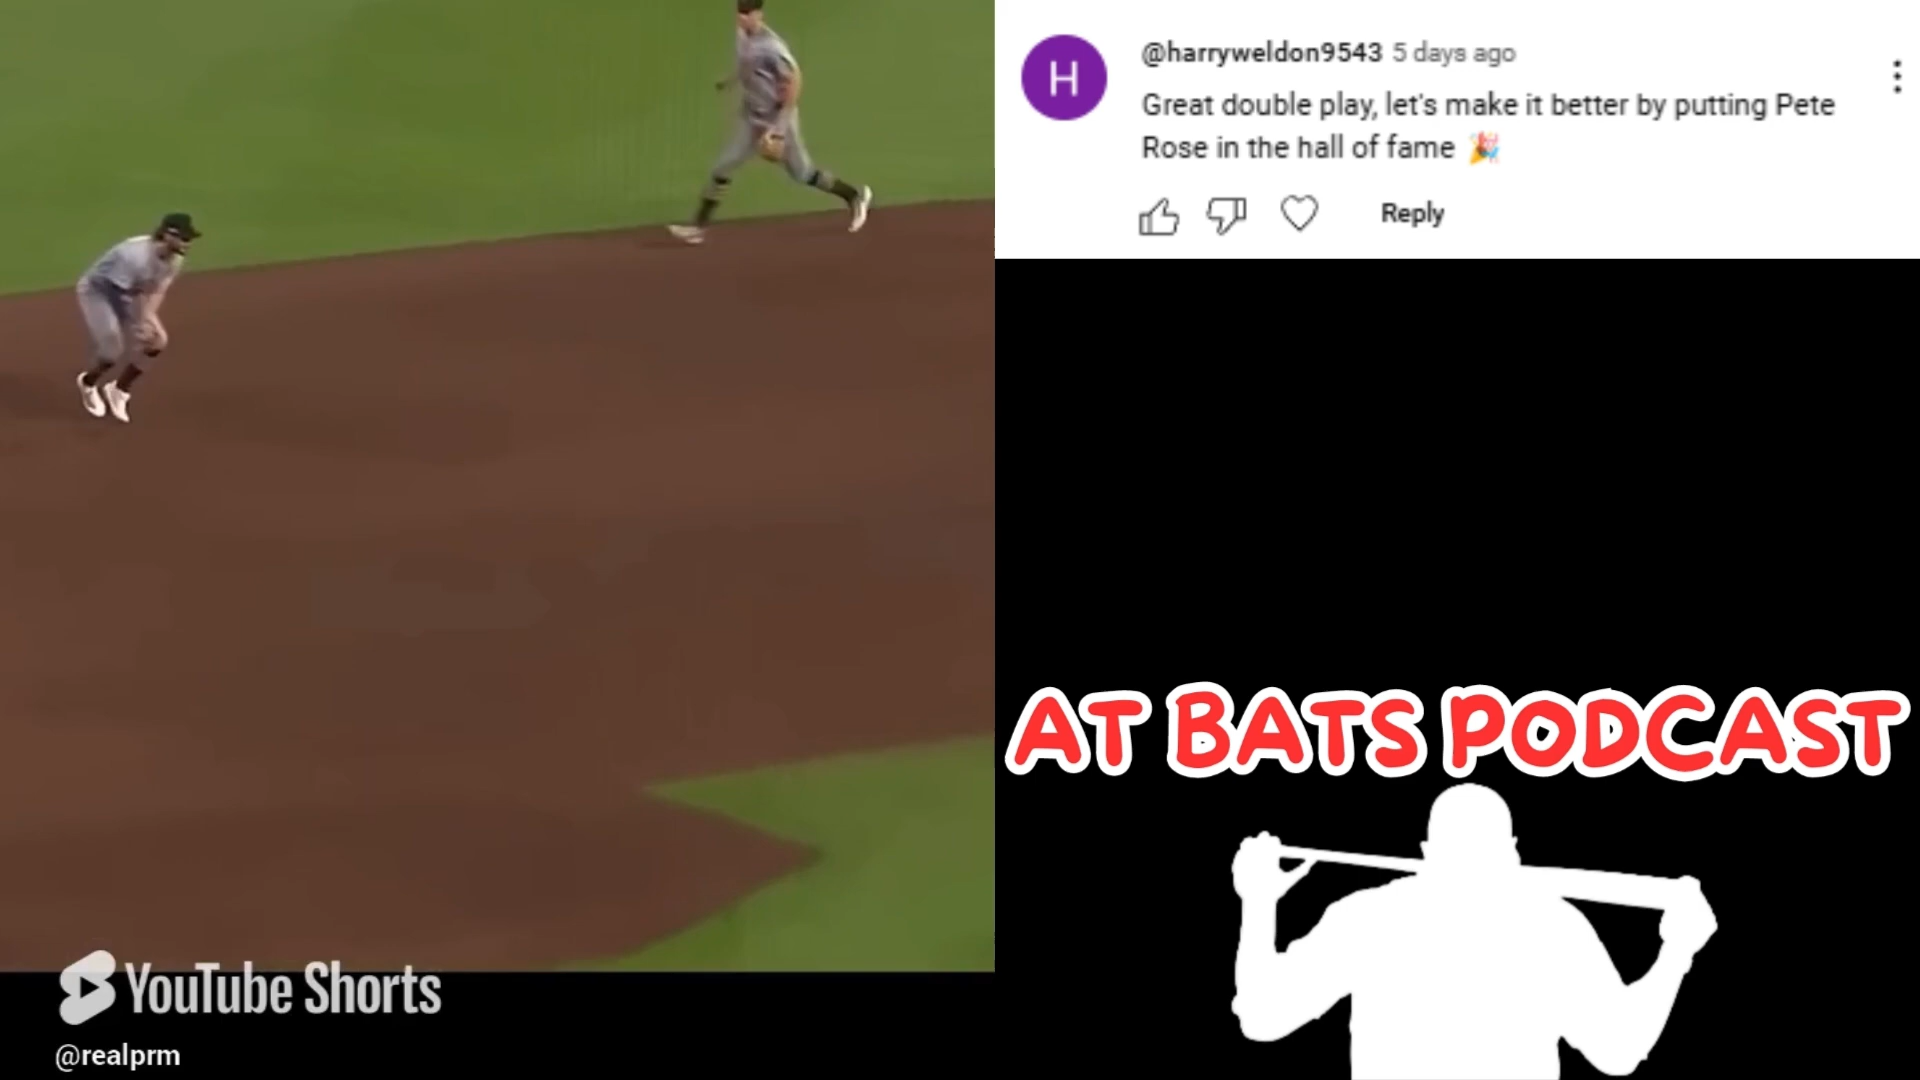 H
@harryweldon9543 5 days ago
Great double play, let's make it better by putting Pete
Rose in the hall of fame 🎉
Reply
AT BATS PODCAST
YouTube Shorts
@realprm